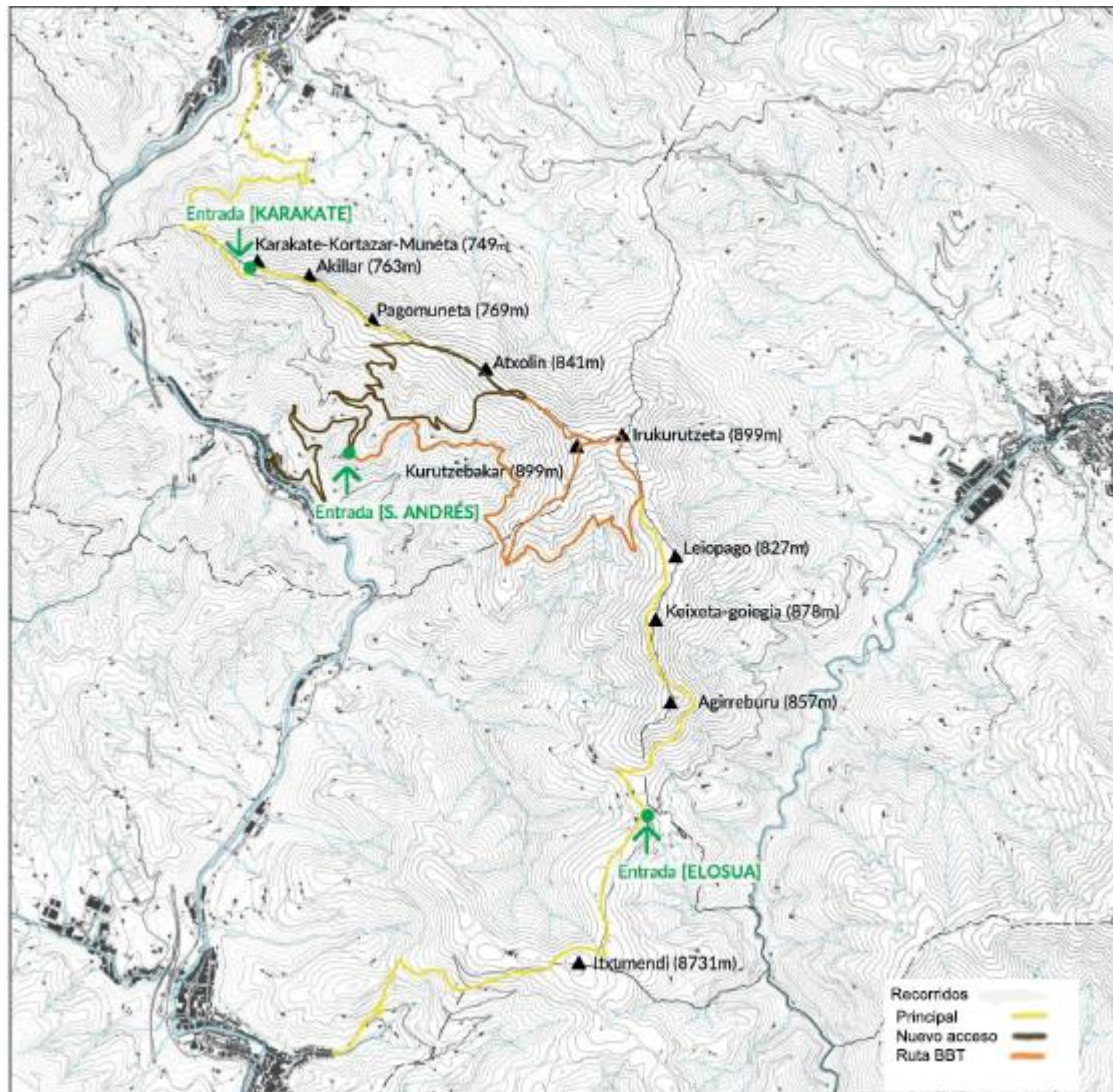 Entrada [KARAKATE]
Karakate-Kortazar-Muneta (749m)
Akillar (763m)
Pagomuneta (769m)
Atxolin (841m)
Irukurutzeta (899m)
Kurutzebakar (899m)
Entrada [S. ANDRÉS]
Leiopago (827m)
Keixeta-goiegia (878m)
Agirreburu (857m)
Entrada [ELOSUA]
Itxumendi (8731m)
Recorridos
Principal
Nuevo acceso
Ruta BBT